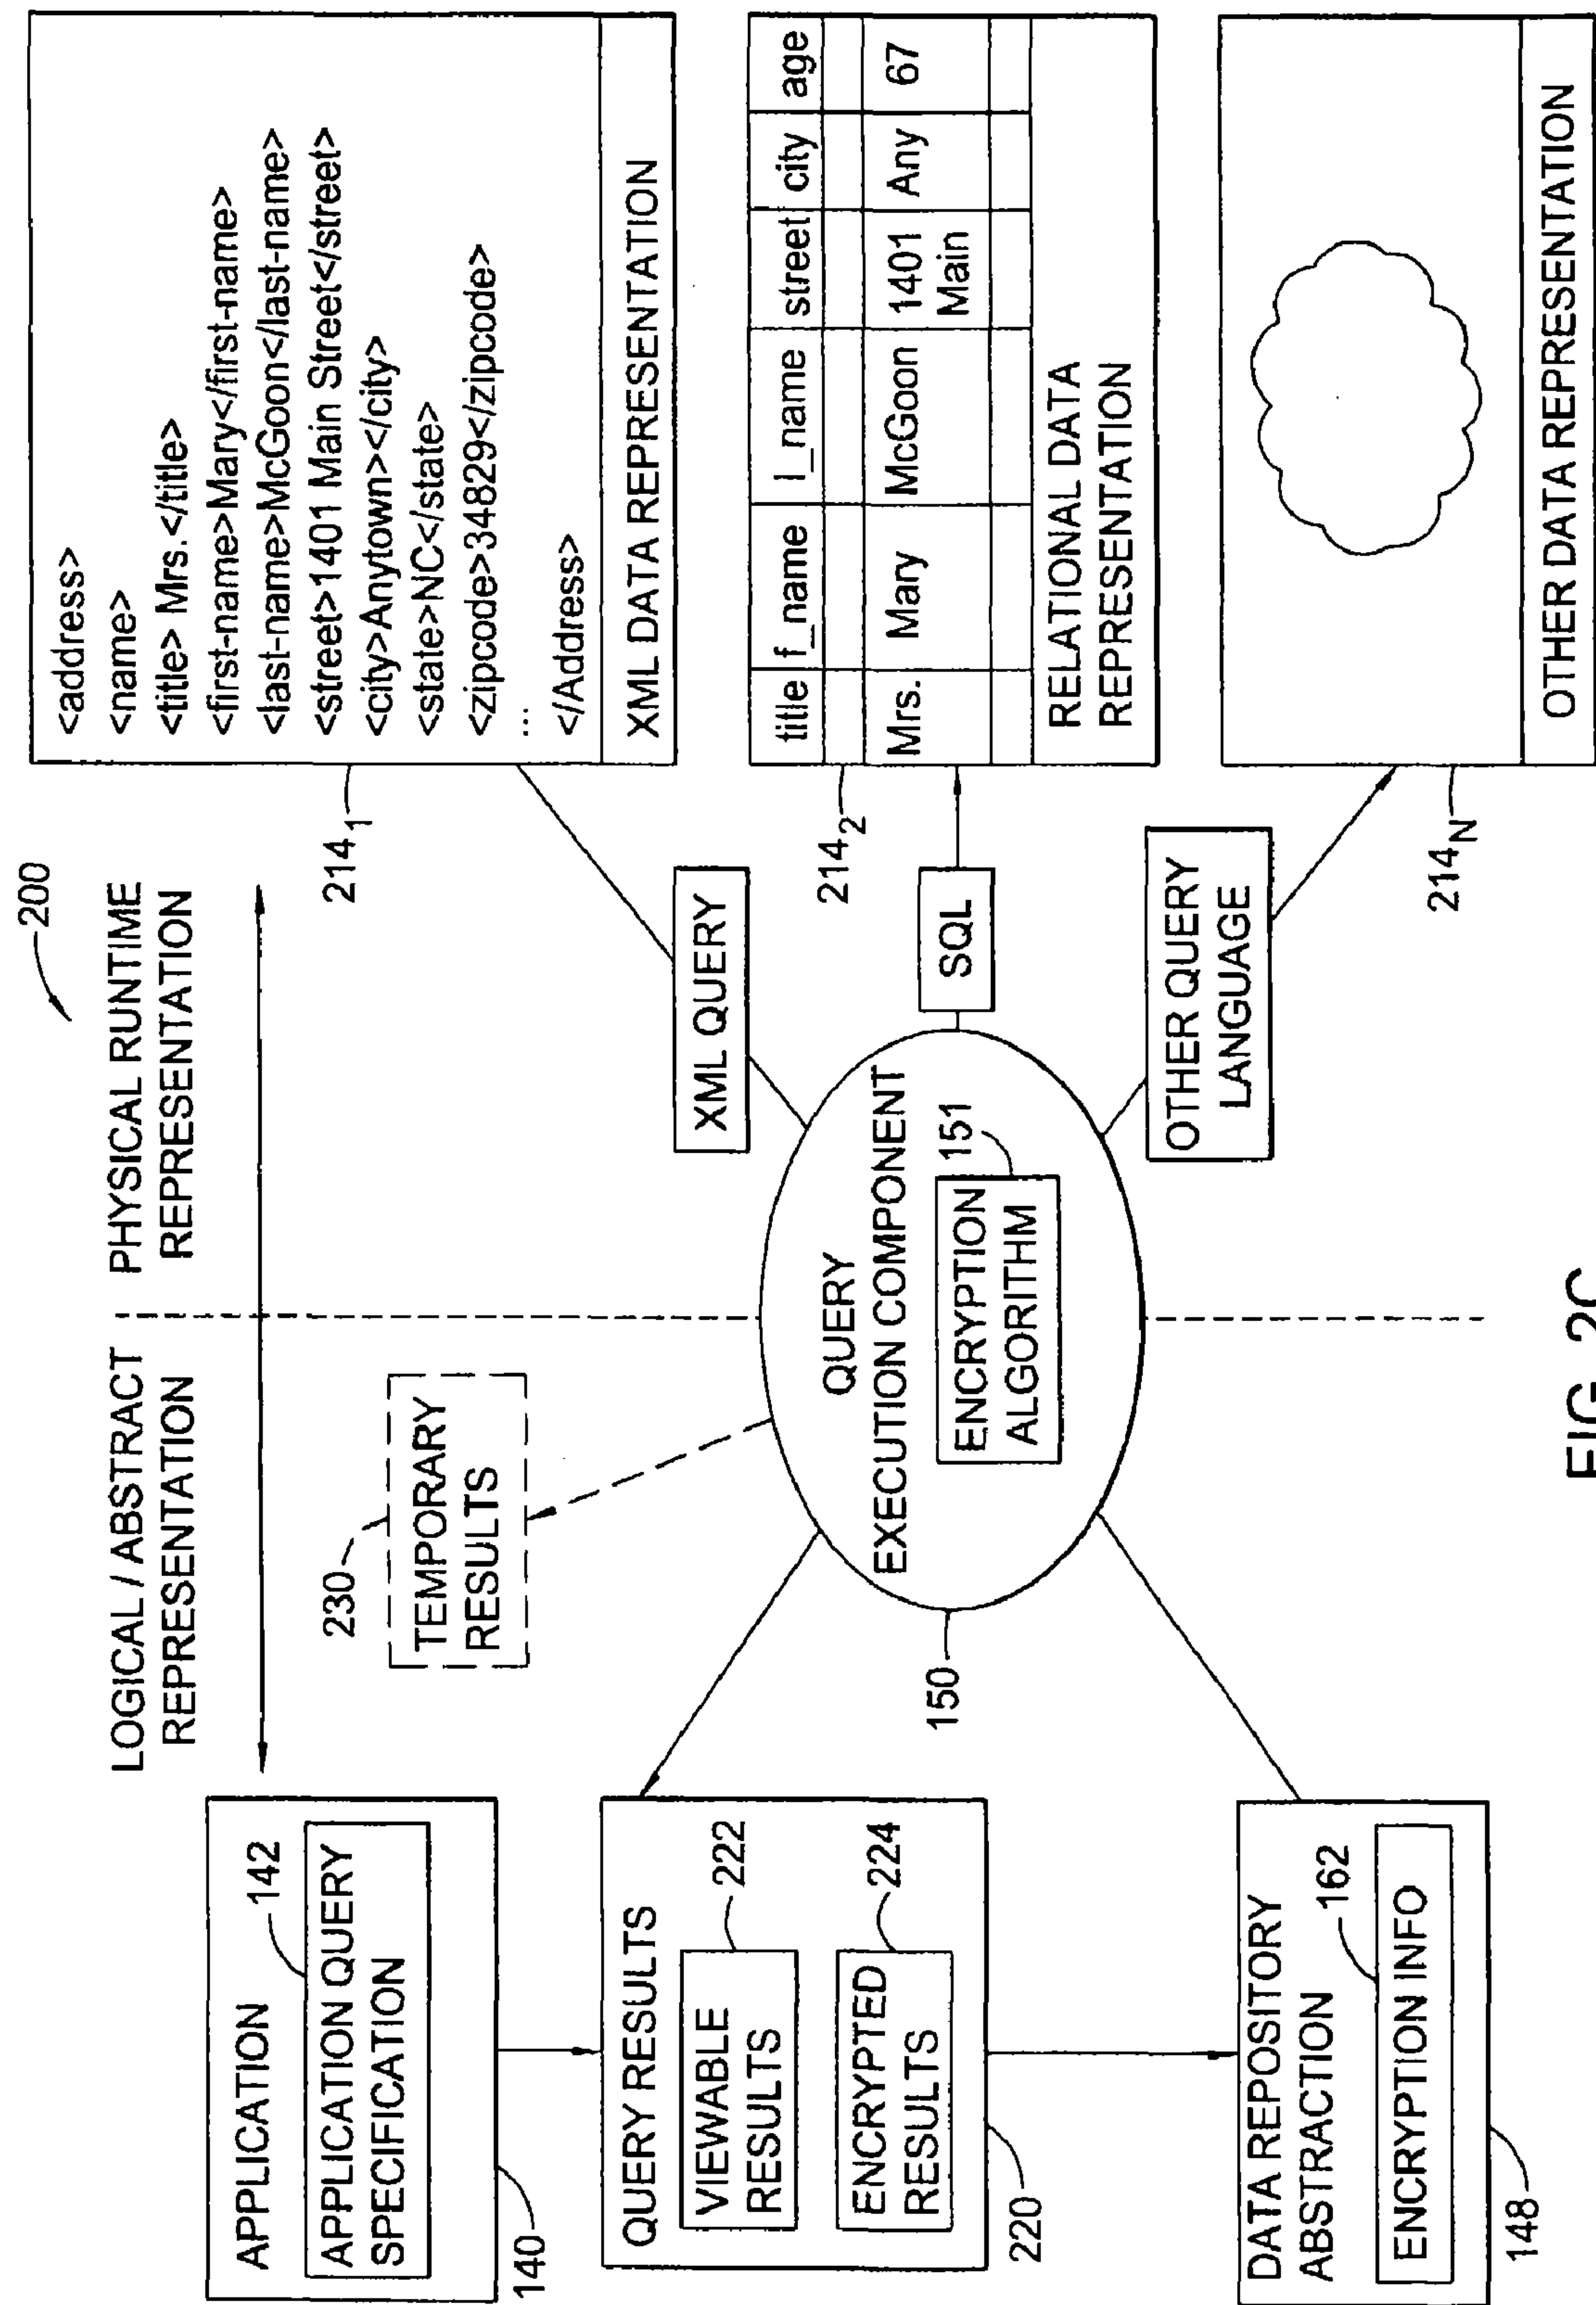 200
LOGICAL / ABSTRACT
REPRESENTATION
PHYSICAL RUNTIME
REPRESENTATION
APPLICATION
142
APPLICATION QUERY
SPECIFICATION
140
QUERY RESULTS
VIEWABLE
RESULTS
222
ENCRYPTED
RESULTS
224
220
DATA REPOSITORY
ABSTRACTION
162
ENCRYPTION INFO
148
230
TEMPORARY
RESULTS
QUERY
EXECUTION COMPONENT
ENCRYPTION
ALGORITHM
151
150
XML QUERY
SQL
OTHER QUERY
LANGUAGE
<address>
<name>
<title> Mrs.</title>
<first-name>Mary</first-name>
<last-name>McGoon</last-name>
<street>1401 Main Street</street>
<city>Anytown></city>
<state>NC</state>
<zipcode>34829</zipcode>
...
</Address>
XML DATA REPRESENTATION
214 1
title f_name l_name street city age
Mrs. Mary McGoon 1401 Main Any 67
RELATIONAL DATA
REPRESENTATION
214 2
OTHER DATA REPRESENTATION
214 N